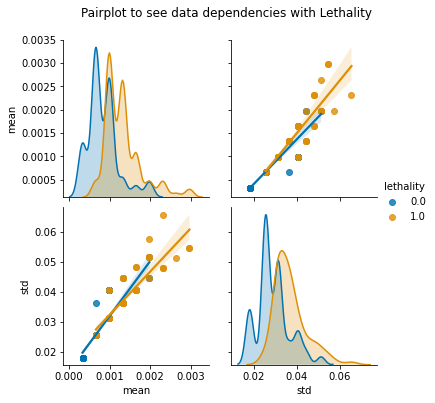 Pairplot to see data dependencies with Lethality
0.0035
0.0030
0.0025
0.0020
0.0015
0.0010
0.0005
mean
lethality
0.0
1.0
0.06
0.05
0.04
0.03
0.02
std
0.000 0.001 0.002 0.003
mean
0.02 0.04 0.06
std